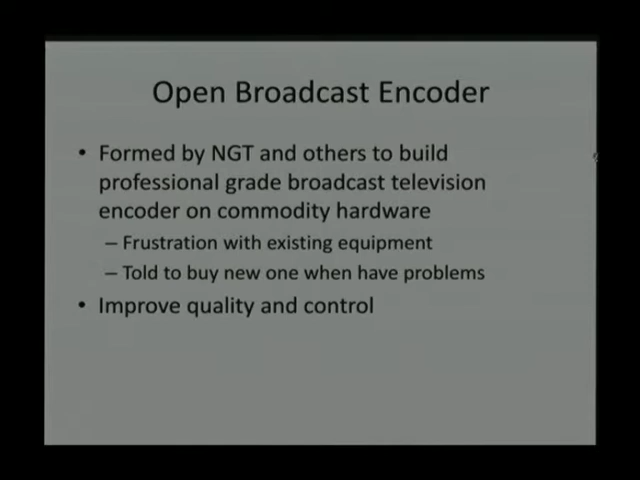 Open Broadcast Encoder
• Formed by NGT and others to build
professional grade broadcast television
encoder on commodity hardware
– Frustration with existing equipment
– Told to buy new one when have problems
• Improve quality and control